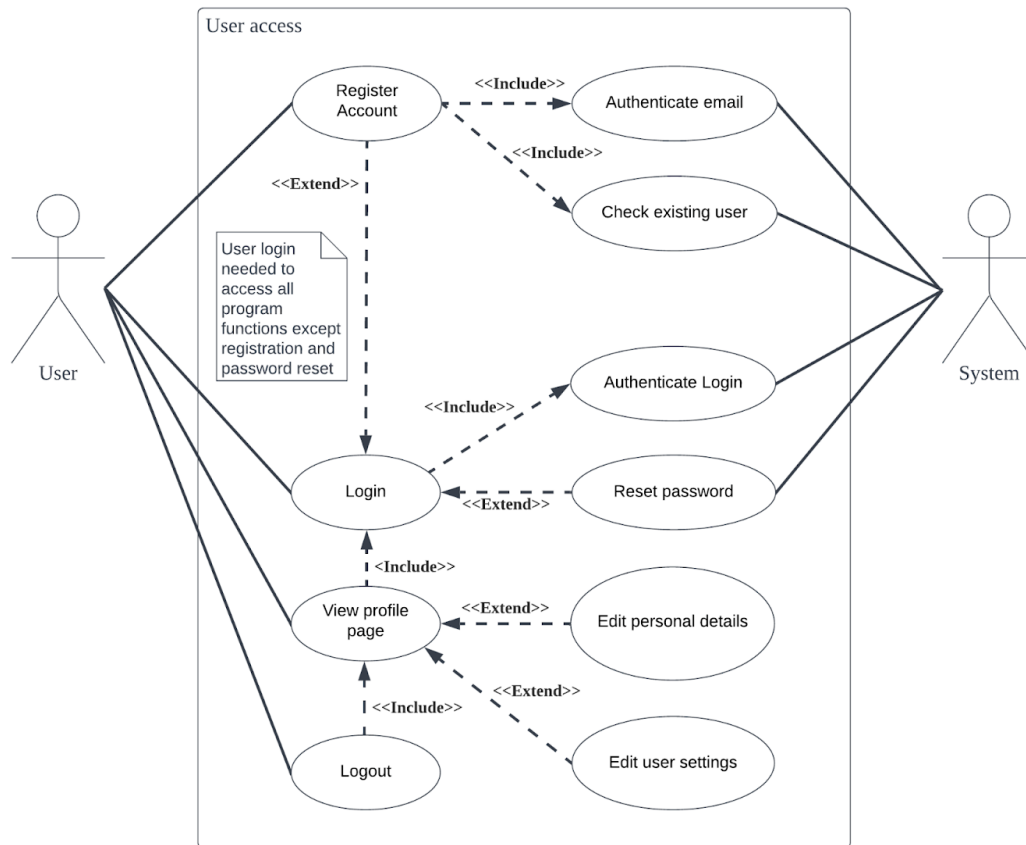 User access
Register
Account
<<Include>>
Authenticate email
<<Include>>
<<Extend>>
Check existing user
User login
needed to
access all
program
functions except
registration and
password reset
User
System
Authenticate Login
<<Include>>
Login
<<Extend>>
Reset password
<Include>>
View profile
page
<<Extend>>
Edit personal details
<<Extend>>
<<Include>>
Logout
Edit user settings